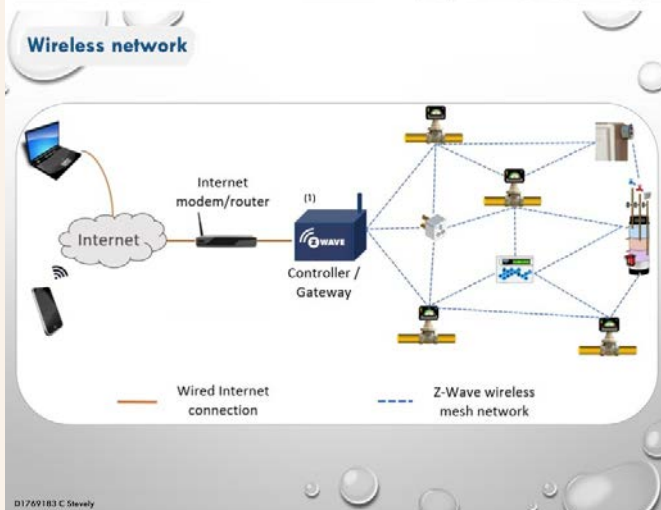 Wireless network
Internet
modem/router
(1)
Internet
Z WAVE
Controller /
Gateway
Wired Internet
connection
Z-Wave wireless
mesh network
D1769183 C Stevely